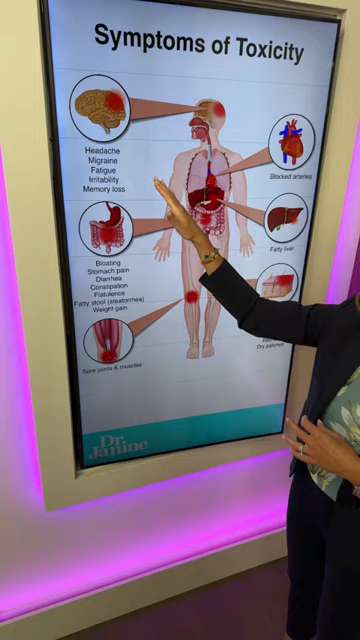 Symptoms of Toxicity
Headache
Migraine
Fatigue
Irritability
Memory loss
Blocked arteries
Bloating
Stomach pain
Diarrhea
Constipation
Flatulence
Fatty stool (steatorrhea)
Weight gain
Fatty liver
Sore joints & muscles
Dry patches
Dr.
Janine